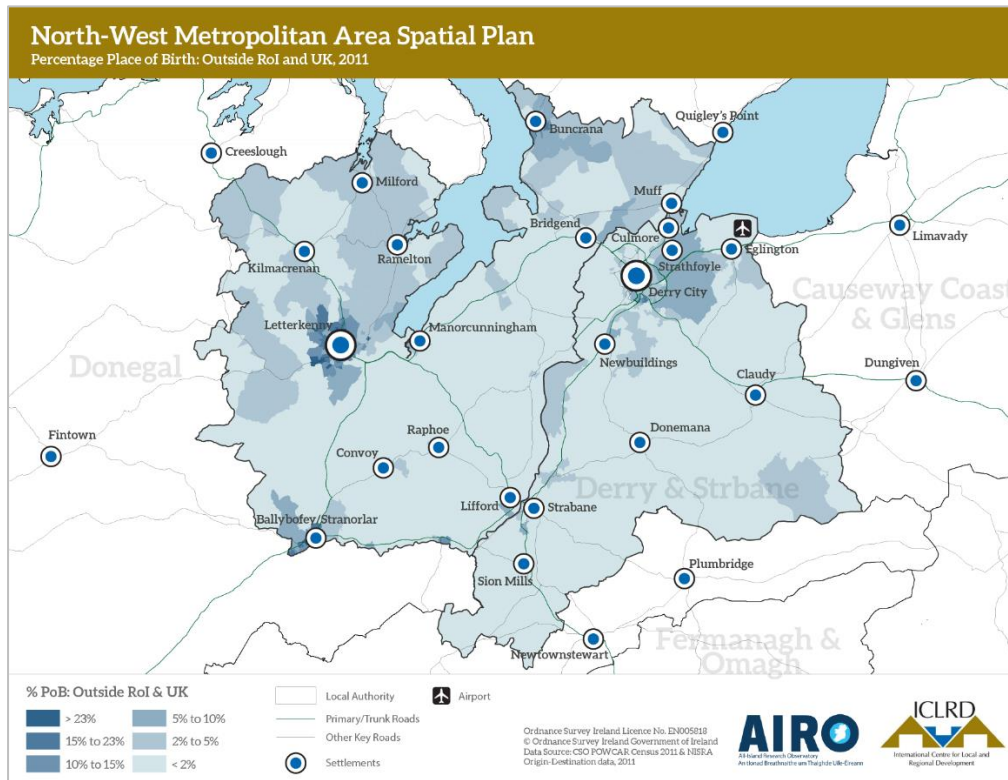 North-West Metropolitan Area Spatial Plan
Percentage Place of Birth: Outside RoI and UK, 2011
Buncrana
Quigley's Point
Creeslough
Milford
Muff
Bridgend
Culmore
Limavady
Ramelton
Eglington
Kilmacrenan
Strathfoyle
Derry City
Causeway Coast
& Glens
Letterkenny
Manorcunningham
Newbuildings
Donegal
Dungiven
Claudy
Fintown
Raphoe
Donemana
Convoy
Derry & Strbane
Lifford
Strabane
Ballybofey/Stranorlar
Sion Mills
Plumbridge
Fermanagh &
Omagh
Newtownstewart
% PoB: Outside RoI & UK
> 23%
15% to 23%
10% to 15%
5% to 10%
2% to 5%
< 2%
Local Authority
Primary/Trunk Roads
Other Key Roads
Settlements
Airport
Ordnance Survey Ireland Licence No. EN005818
© Ordnance Survey Ireland Government of Ireland
Data Source: CSO POWCAR Census 2011 & NISRA
Origin-Destination data, 2011
AIRO
All-Island Research Observatory
ICLRD
International Centre for Local and
Regional Development